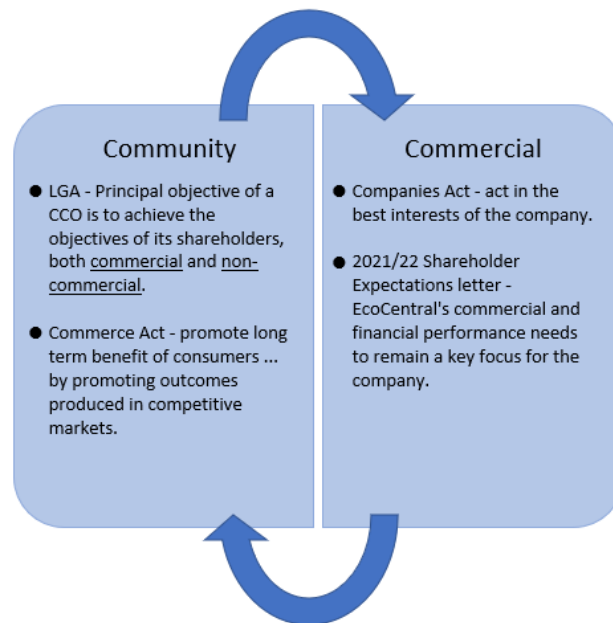 Community
● LGA - Principal objective of a
CCO is to achieve the
objectives of its shareholders,
both commercial and non-
commercial.
● Commerce Act - promote long
term benefit of consumers ...
by promoting outcomes
produced in competitive
markets.
Commercial
● Companies Act - act in the
best interests of the company.
● 2021/22 Shareholder
Expectations letter -
EcoCentral's commercial and
financial performance needs
to remain a key focus for the
company.